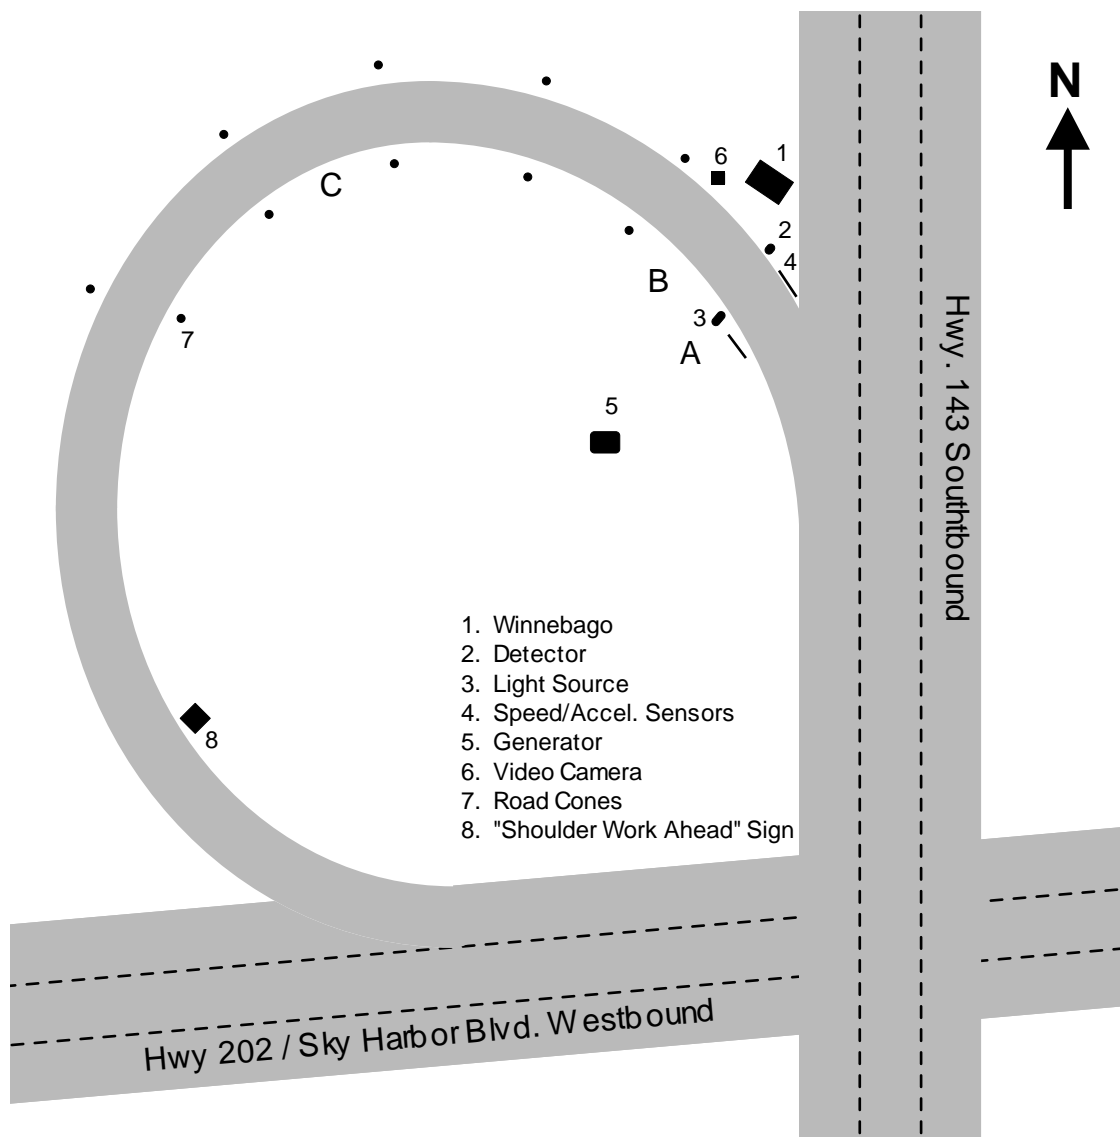 N
6
1
C
2
4
B
3
7
A
5
Hwy. 143 Southtbound
1. Winnebago
2. Detector
3. Light Source
4. Speed/Accel. Sensors
5. Generator
6. Video Camera
7. Road Cones
8. "Shoulder Work Ahead" Sign
8
Hwy 202 / Sky Harbor Blvd. Westbound